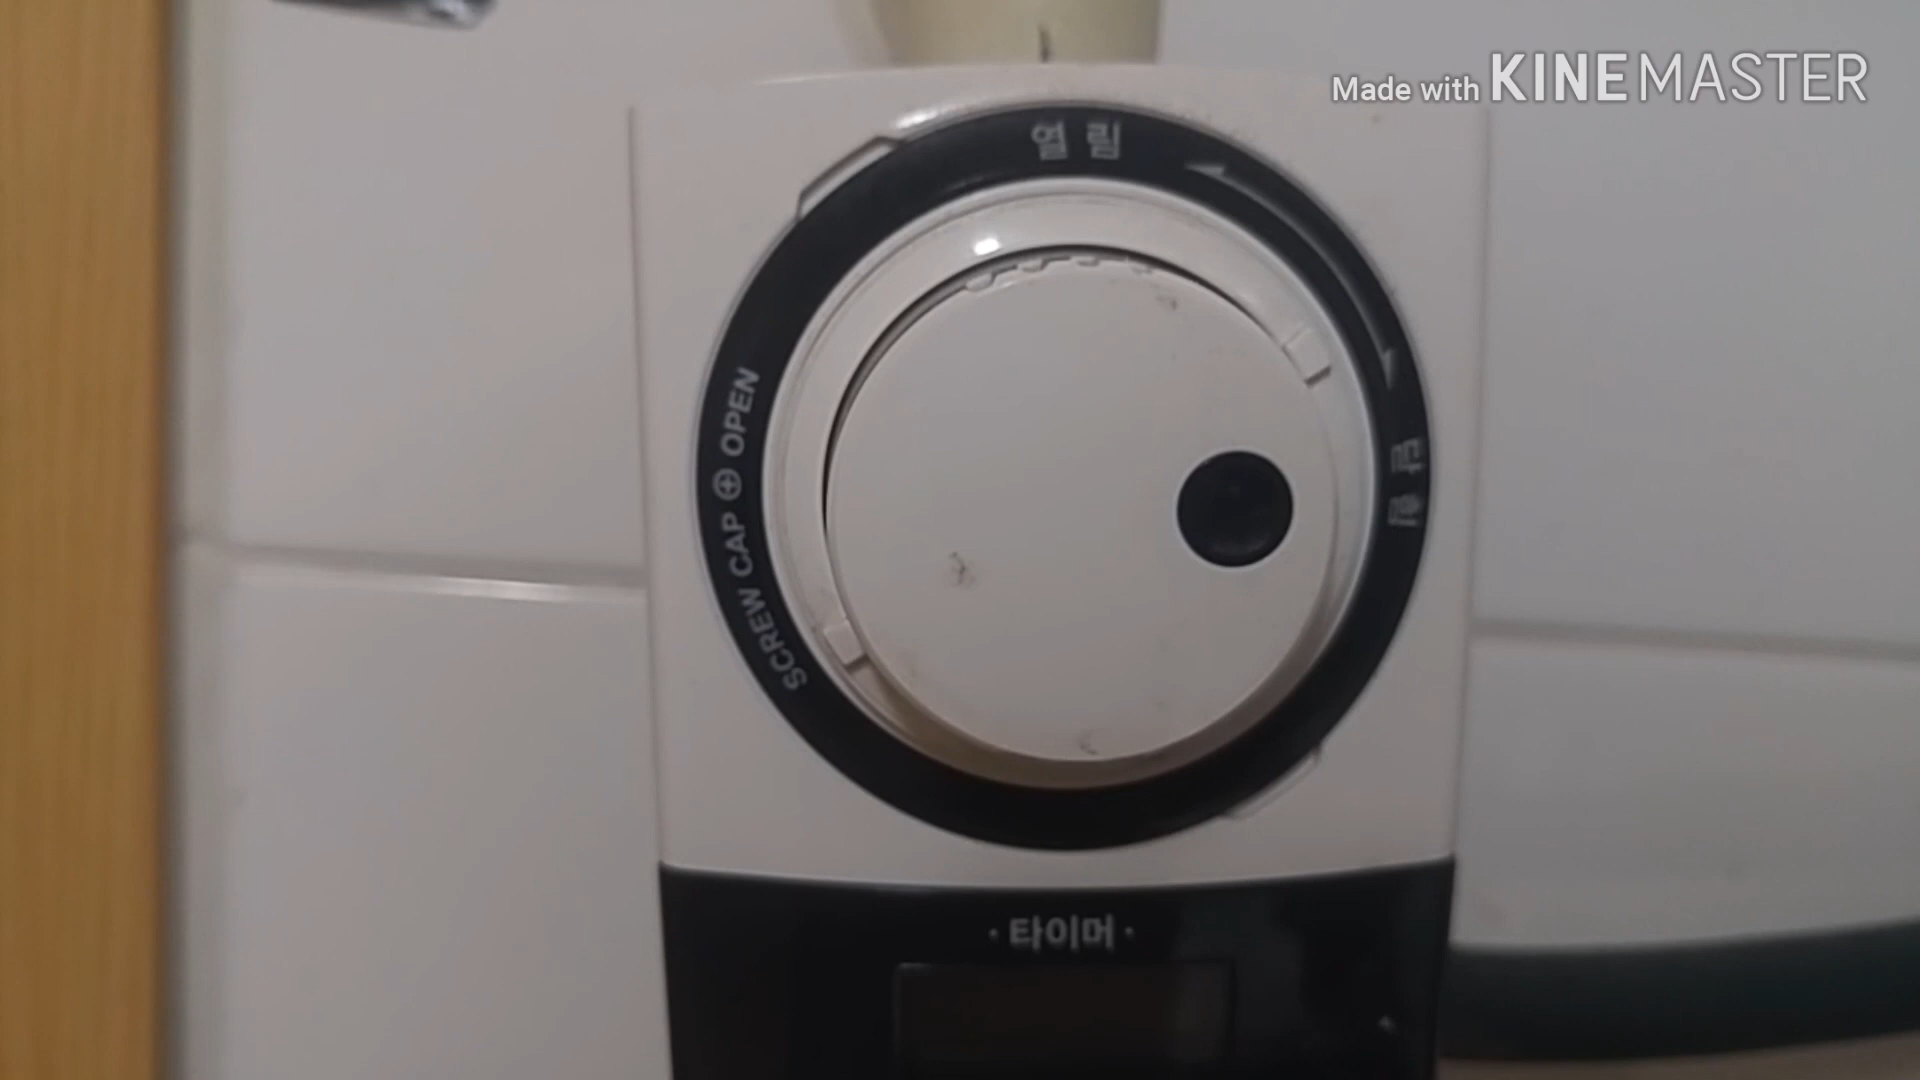 Made with KINEMASTER
열림
닫힘
SCREW CAP ⊕ OPEN
·타이머·